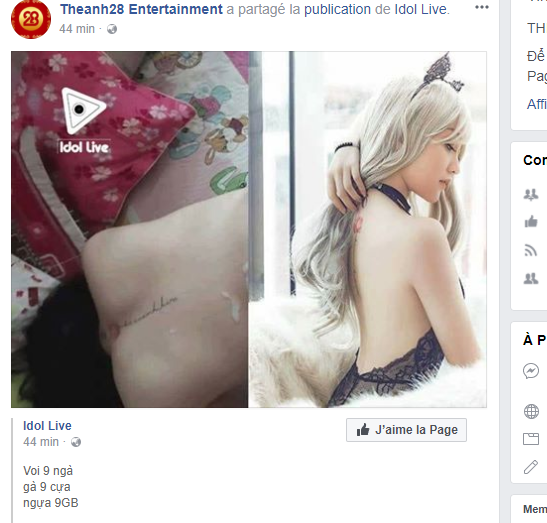 28
Theanh28 Entertainment a partagé la publication de Idol Live.
44 min ·
Idol Live
Idol Live
44 min ·
J'aime la Page
Voi 9 ngà
gà 9 cựa
ngựa 9GB
TH
Để
Pag
Affi
Con
À P
Mem